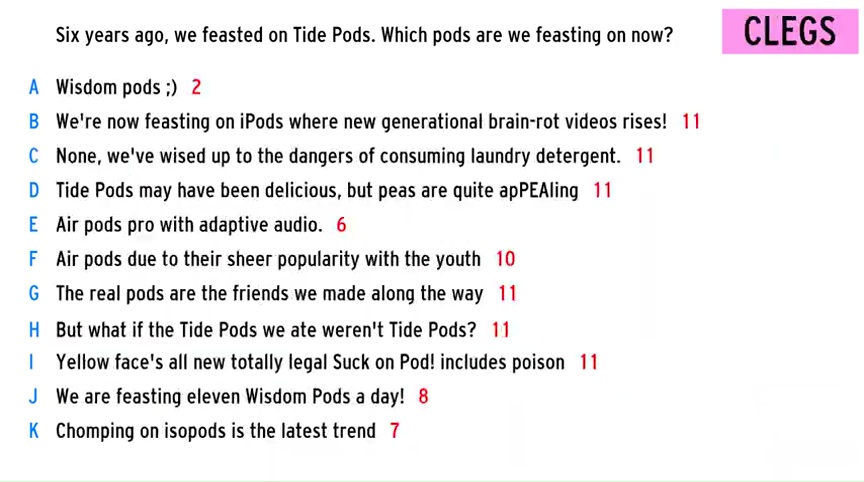 Six years ago, we feasted on Tide Pods. Which pods are we feasting on now?
CLEGS
A Wisdom pods ;) 2
B We're now feasting on iPods where new generational brain-rot videos rises! 11
C None, we've wised up to the dangers of consuming laundry detergent. 11
D Tide Pods may have been delicious, but peas are quite apPEAling 11
E Air pods pro with adaptive audio. 6
F Air pods due to their sheer popularity with the youth 10
G The real pods are the friends we made along the way 11
H But what if the Tide Pods we ate weren't Tide Pods? 11
I Yellow face's all new totally legal Suck on Pod! includes poison 11
J We are feasting eleven Wisdom Pods a day! 8
K Chomping on isopods is the latest trend 7